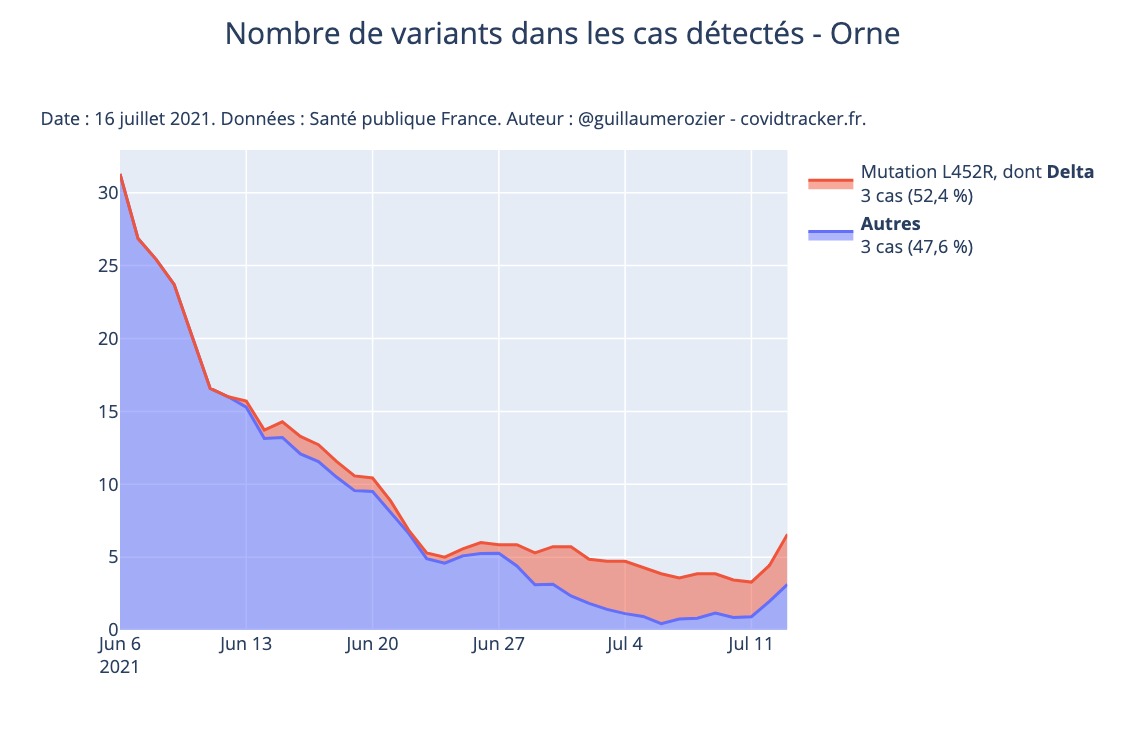 Nombre de variants dans les cas détectés - Orne
Date : 16 juillet 2021. Données : Santé publique France. Auteur : @guillaumerozier - covidtracker.fr.
Mutation L452R, dont Delta
3 cas (52,4 %)
Autres
3 cas (47,6 %)
30
25
20
15
10
5
0
Jun 6 Jun 13 Jun 20 Jun 27 Jul 4 Jul 11
2021